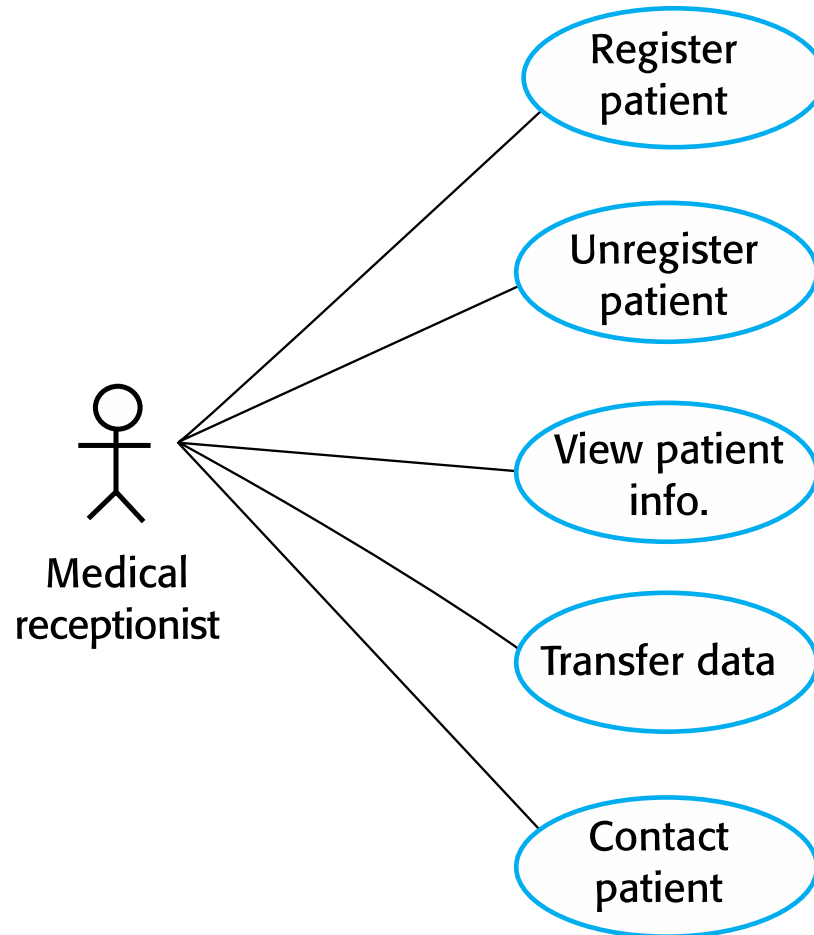 Register
patient
Unregister
patient
View patient
info.
Medical
receptionist
Transfer data
Contact
patient